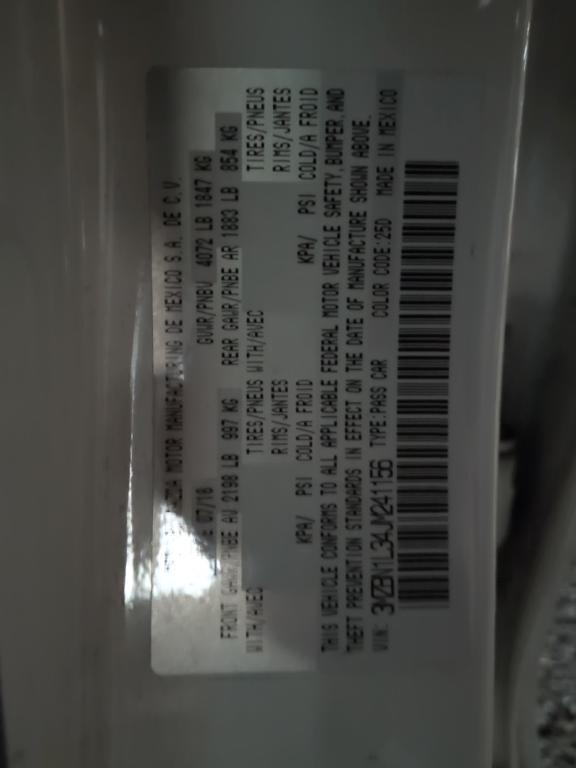 MOTOR MANUFACTURING DE MEXICO S.A. DE C.V.
07/18 GVWR/PNBV 4072 LB 1847 KG
FRONT GAWR/PNBE AV 2198 LB 997 KG REAR GAWR/PNBE AR 1883 LB 854 KG
WITH/AVEC TIRES/PNEUS WITH/AVEC TIRES/PNEUS
RIMS/JANTES RIMS/JANTES
KPA/ PSI COLD/A FROID KPA/ PSI COLD/A FROID
THIS VEHICLE CONFORMS TO ALL APPLICABLE FEDERAL MOTOR VEHICLE SAFETY, BUMPER, AND
THEFT PREVENTION STANDARDS IN EFFECT ON THE DATE OF MANUFACTURE SHOWN ABOVE.
VIN: 3MZBN1L34JM241156 TYPE:PASS CAR COLOR CODE:25D MADE IN MEXICO